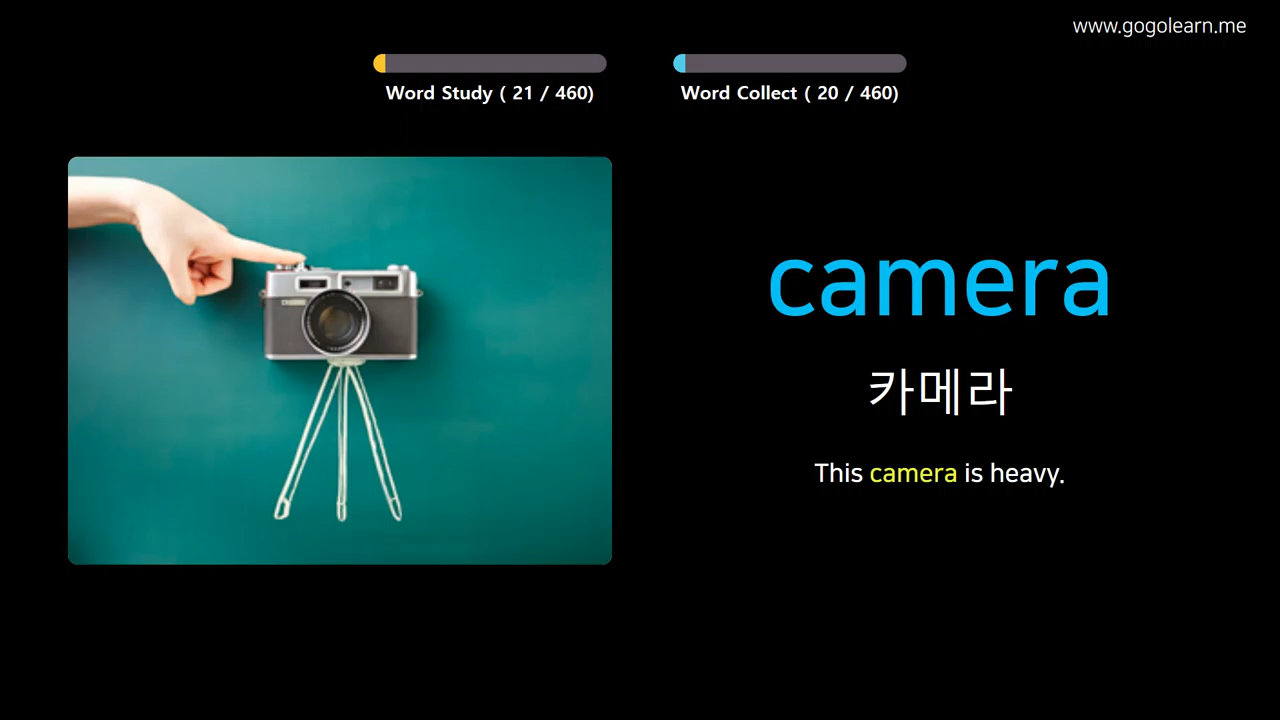 www.gogolearn.me
Word Study ( 21 / 460)
Word Collect ( 20 / 460)
camera
카메라
This camera is heavy.